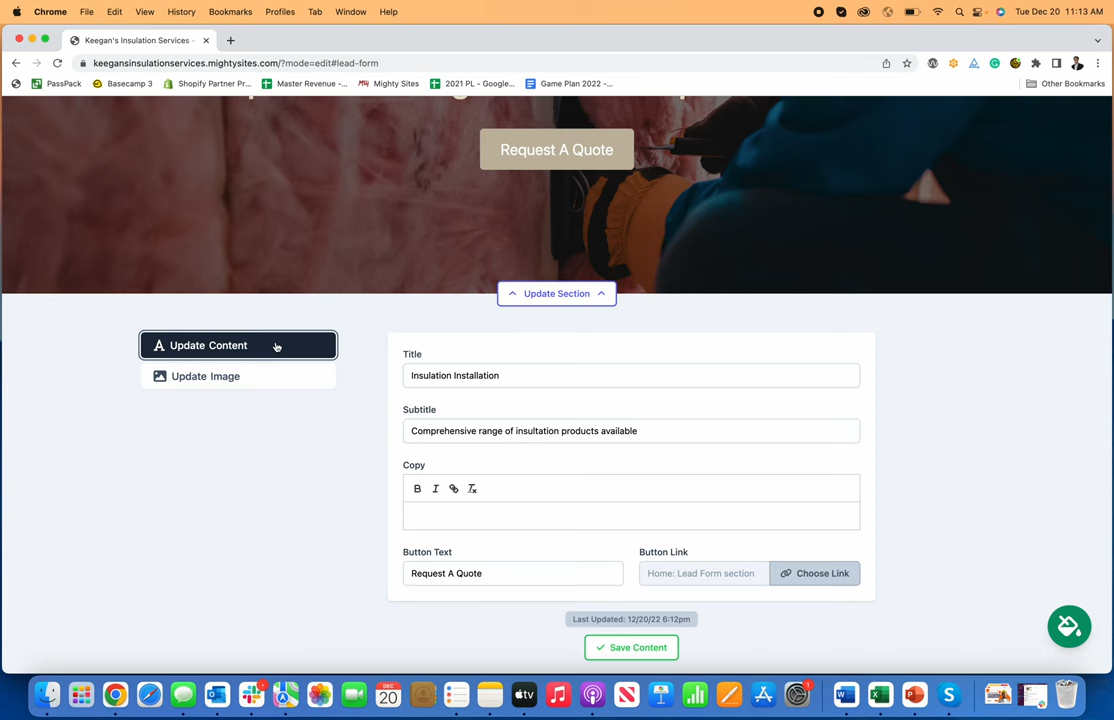 Chrome File Edit View History Bookmarks Profiles Tab Window Help Tue Dec 20 11:13 AM
Keegan's Insulation Services -
keegansinsulationservices.mightysites.com/?mode=edit#lead-form
PassPack Basecamp 3 Shopify Partner Pr... Master Revenue -... Mighty Sites 2021 PL - Google... Game Plan 2022 -... Other Bookmarks
Request A Quote
Update Section
Update Content
Update Image
Title
Insulation Installation
Subtitle
Comprehensive range of insultation products available
Copy
B I
Button Text Button Link
Request A Quote Home: Lead Form section Choose Link
Last Updated: 12/20/22 6:12pm
Save Content
DEC
20
tv
W X P S